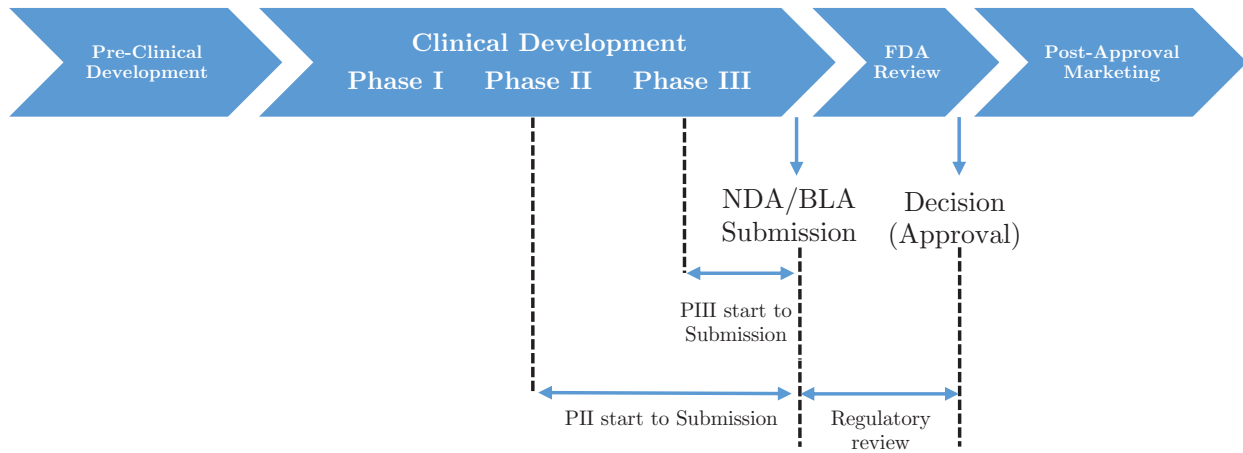 Pre-Clinical
Development
Clinical Development
Phase I Phase II Phase III
FDA
Review
Post-Approval
Marketing
NDA/BLA
Submission
Decision
(Approval)
PIII start to
Submission
PII start to Submission
Regulatory
review